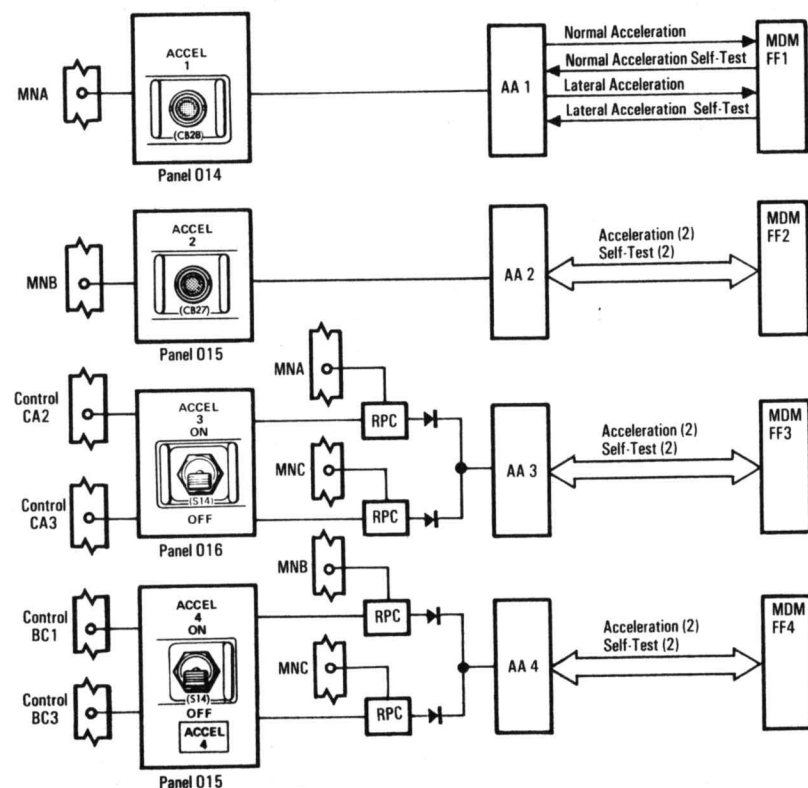 ACCEL
1
(CB28)
MNA
Panel O14
AA 1
Normal Acceleration
Normal Acceleration Self-Test
Lateral Acceleration
Lateral Acceleration Self-Test
MDM
FF1
ACCEL
2
(CB27)
MNB
Panel O15
AA 2
Acceleration (2)
Self-Test (2)
MDM
FF2
Control
CA2
Control
CA3
ACCEL
3
ON
(S14)
OFF
Panel O16
MNA
RPC
MNC
RPC
AA 3
Acceleration (2)
Self-Test (2)
MDM
FF3
Control
BC1
Control
BC3
ACCEL
4
ON
(S14)
OFF
ACCEL
4
Panel O15
MNB
RPC
MNC
RPC
AA 4
Acceleration (2)
Self-Test (2)
MDM
FF4